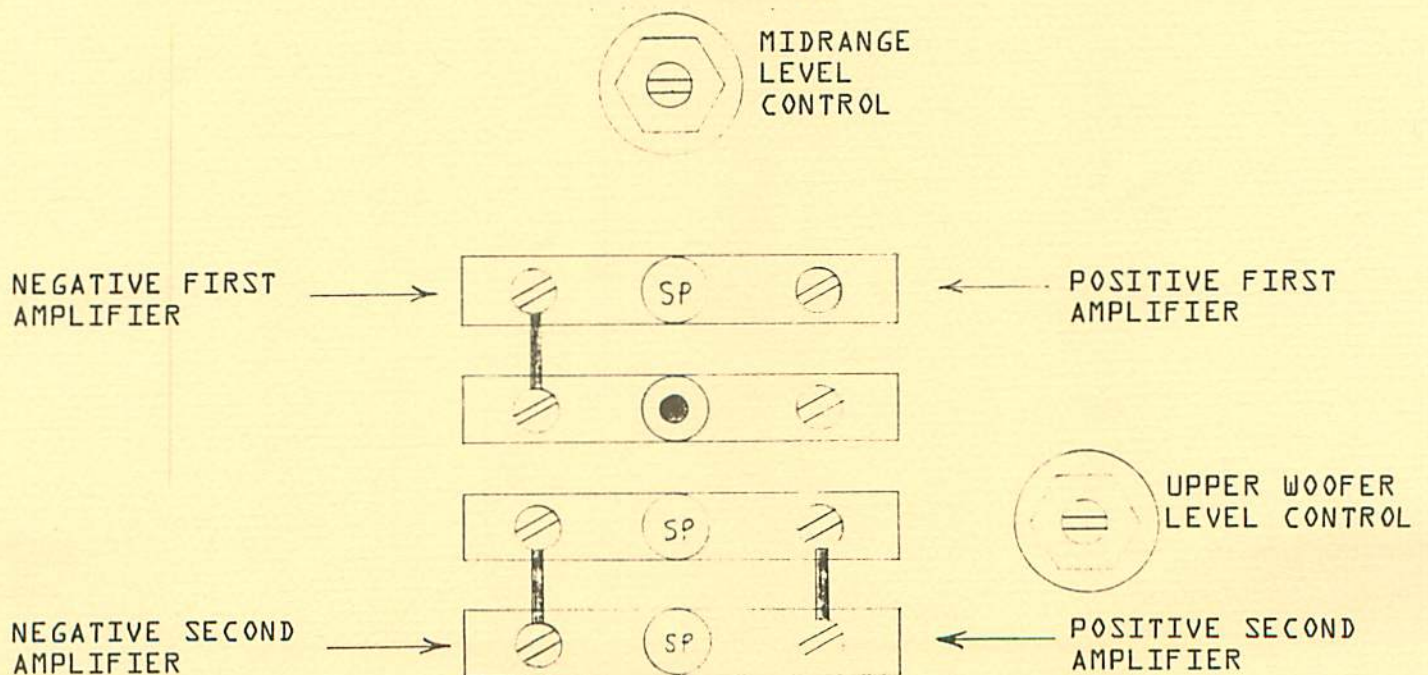 MIDRANGE
LEVEL
CONTROL
NEGATIVE FIRST
AMPLIFIER
SP
POSITIVE FIRST
AMPLIFIER
SP
UPPER WOOFER
LEVEL CONTROL
NEGATIVE SECOND
AMPLIFIER
SP
POSITIVE SECOND
AMPLIFIER